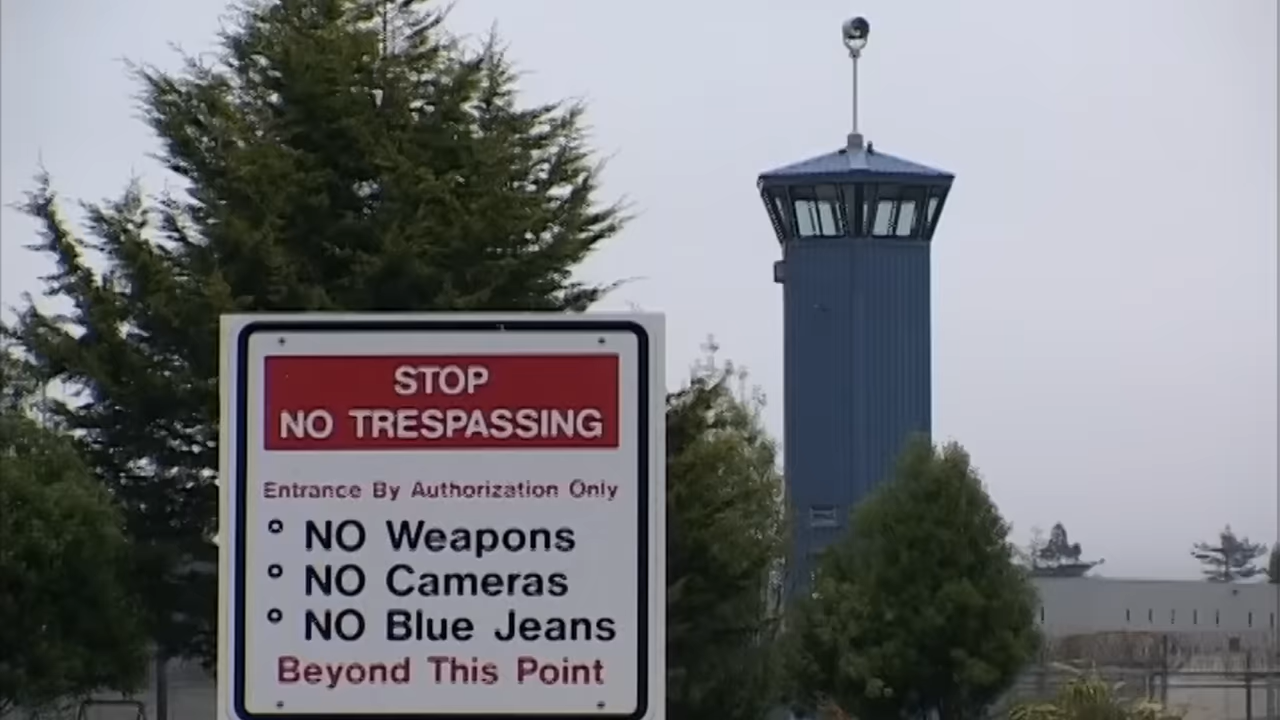 STOP
NO TRESPASSING
Entrance By Authorization Only
° NO Weapons
° NO Cameras
° NO Blue Jeans
Beyond This Point